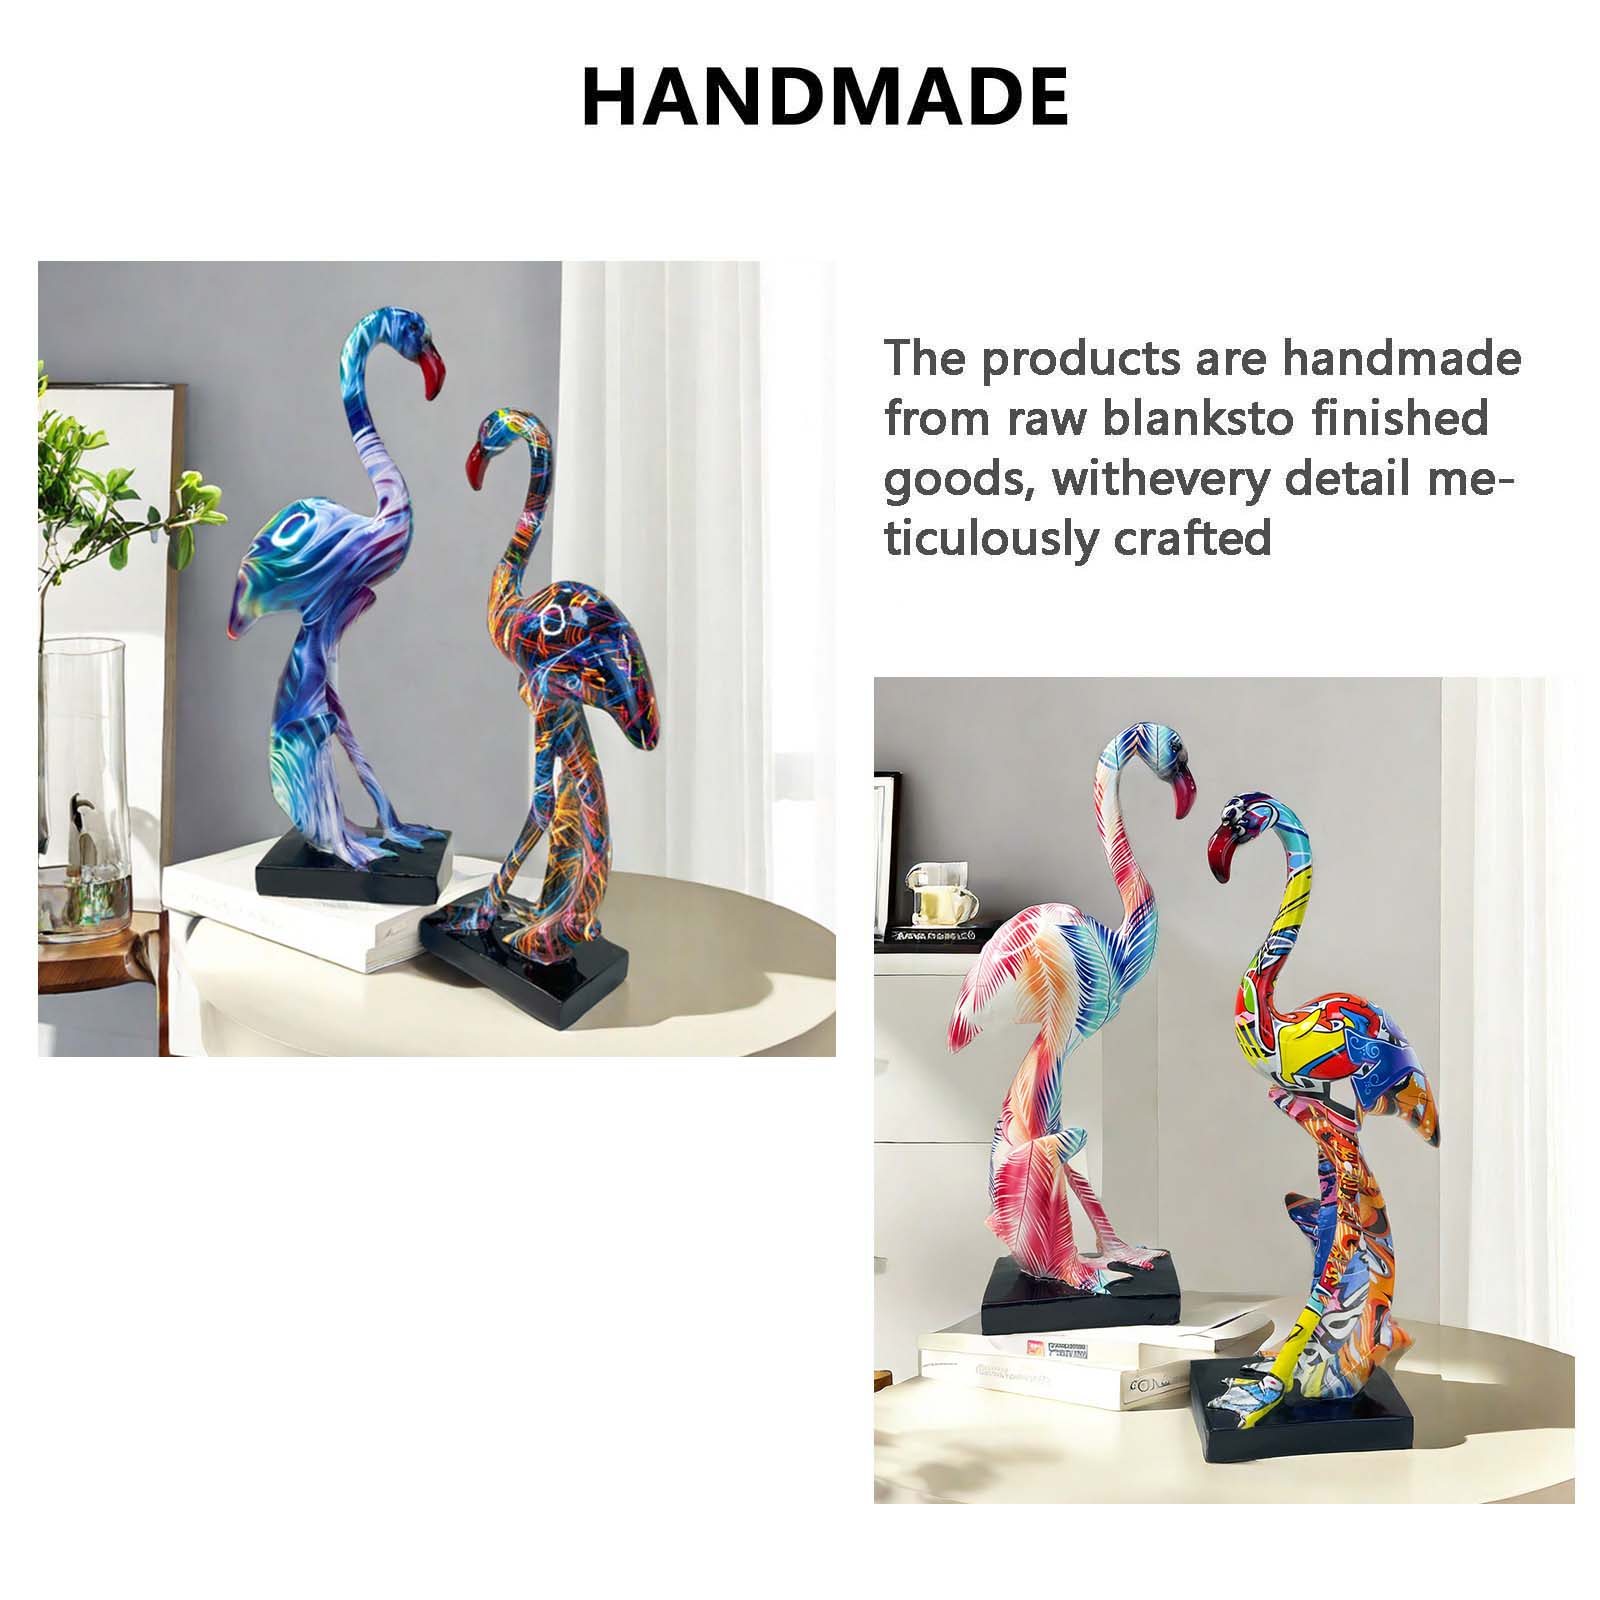 HANDMADE
The products are handmade
from raw blanksto finished
goods, withevery detail me-
ticulously crafted